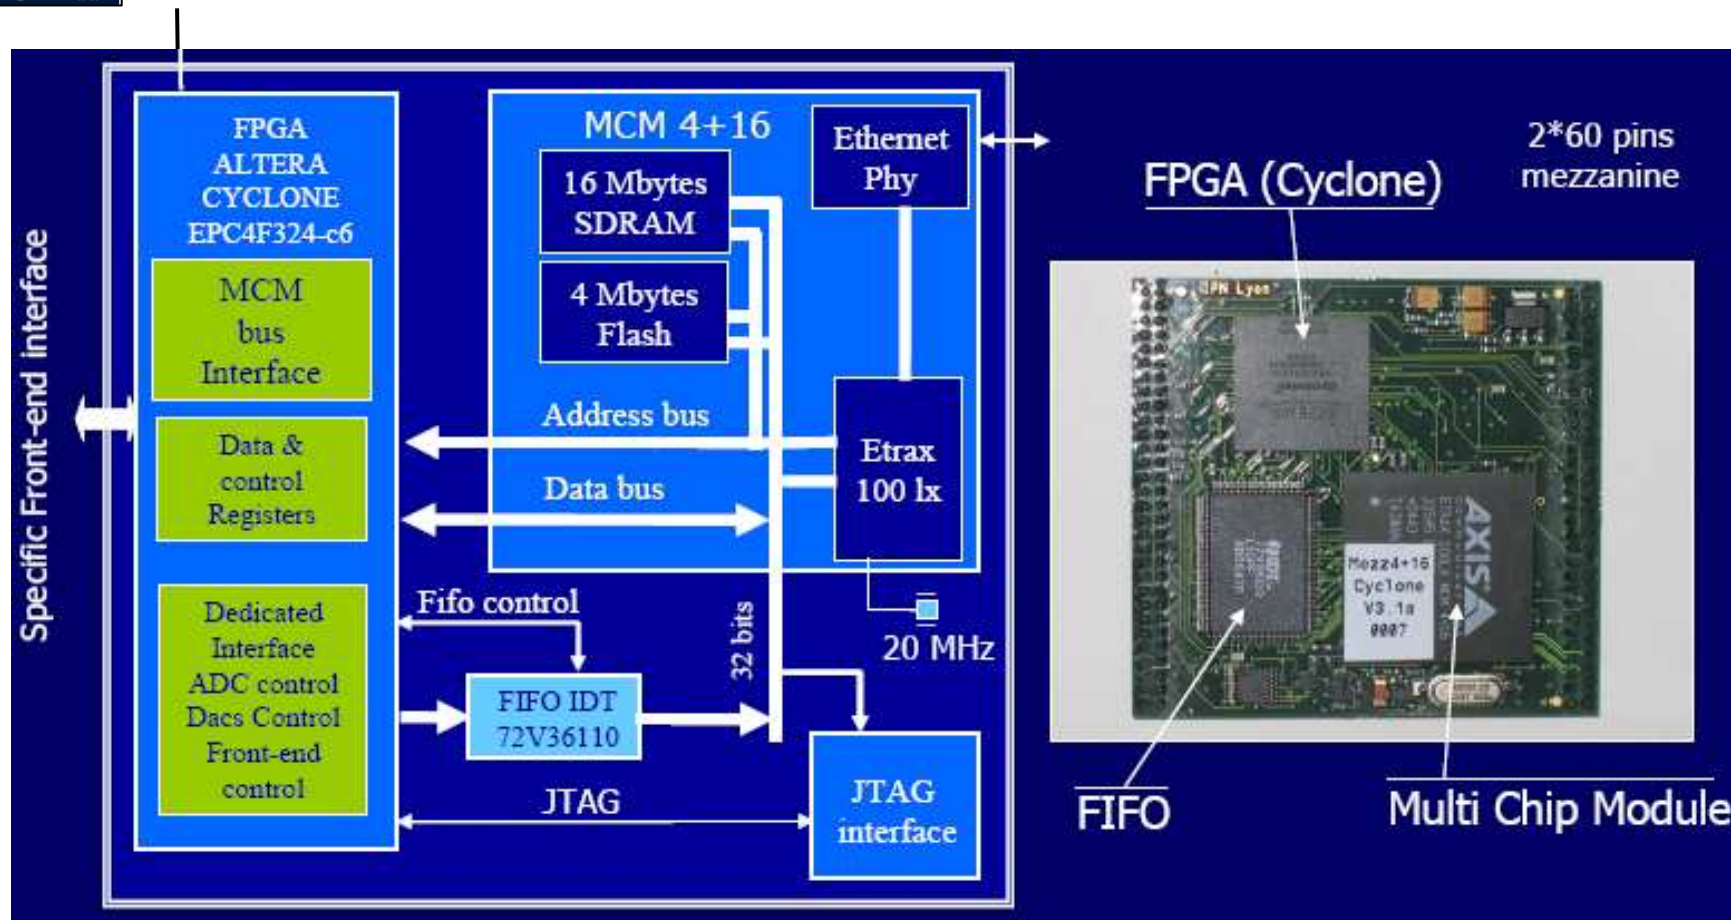 FPGA
ALTERA
CYCLONE
EPC4F324-c6
MCM
bus
Interface
Data &
control
Registers
Dedicated
Interface
ADC control
Dacs Control
Front-end
control
Specific Front-end interface
MCM 4+16
16 Mbytes
SDRAM
4 Mbytes
Flash
Ethernet
Phy
Address bus
Data bus
Etrax
100 lx
Fifo control
32 bits
20 MHz
FIFO IDT
72V36110
JTAG
JTAG
interface
2*60 pins
mezzanine
FPGA (Cyclone)
Lyon
AXIS
Mezz4+16
Cyclone
V3.1a
0007
FIFO
Multi Chip Module